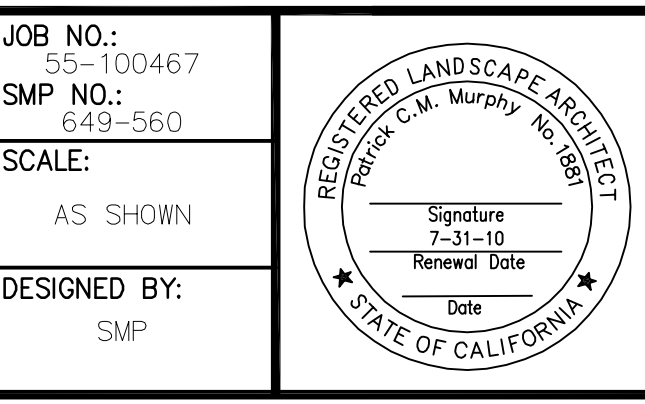 JOB NO.:
55-100467
SMP NO.:
649-560
SCALE:
AS SHOWN
DESIGNED BY:
SMP
REGISTERED LANDSCAPE ARCHITECT
Patrick C.M. Murphy No.1881
Signature
7-31-10
Renewal Date
Date
STATE OF CALIFORNIA